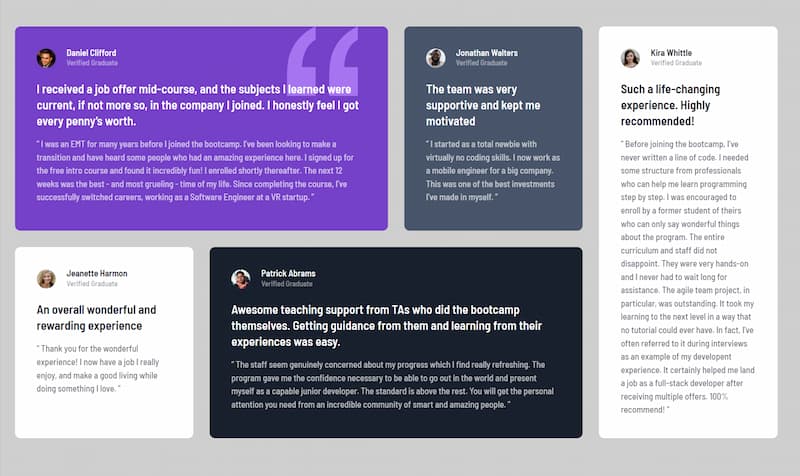 Daniel Clifford
Verified Graduate
I received a job offer mid-course, and the subjects I learned were
current, if not more so, in the company I joined. I honestly feel I got
every penny's worth.
" I was an EMT for many years before I joined the bootcamp. I've been looking to make a
transition and have heard some people who had an amazing experience here. I signed up for
the free intro course and found it incredibly fun! I enrolled shortly thereafter. The next 12
weeks was the best - and most grueling - time of my life. Since completing the course, I've
successfully switched careers, working as a Software Engineer at a VR startup. "
Jonathan Walters
Verified Graduate
The team was very
supportive and kept me
motivated
" I started as a total newbie with
virtually no coding skills. I now work as
a mobile engineer for a big company.
This was one of the best investments
I've made in myself. "
Kira Whittle
Verified Graduate
Such a life-changing
experience. Highly
recommended!
" Before joining the bootcamp, I've
never written a line of code. I needed
some structure from professionals
who can help me learn programming
step by step. I was encouraged to
enroll by a former student of theirs
who can only say wonderful things
about the program. The entire
curriculum and staff did not
disappoint. They were very hands-on
and I never had to wait long for
assistance. The agile team project, in
particular, was outstanding. It took my
learning to the next level in a way that
no tutorial could ever have. In fact, I've
often referred to it during interviews
as an example of my developent
experience. It certainly helped me land
a job as a full-stack developer after
receiving multiple offers. 100%
recommend! "
Jeanette Harmon
Verified Graduate
An overall wonderful and
rewarding experience
" Thank you for the wonderful
experience! I now have a job I really
enjoy, and make a good living while
doing something I love. "
Patrick Abrams
Verified Graduate
Awesome teaching support from TAs who did the bootcamp
themselves. Getting guidance from them and learning from their
experiences was easy.
" The staff seem genuinely concerned about my progress which I find really refreshing. The
program gave me the confidence necessary to be able to go out in the world and present
myself as a capable junior developer. The standard is above the rest. You will get the personal
attention you need from an incredible community of smart and amazing people. "